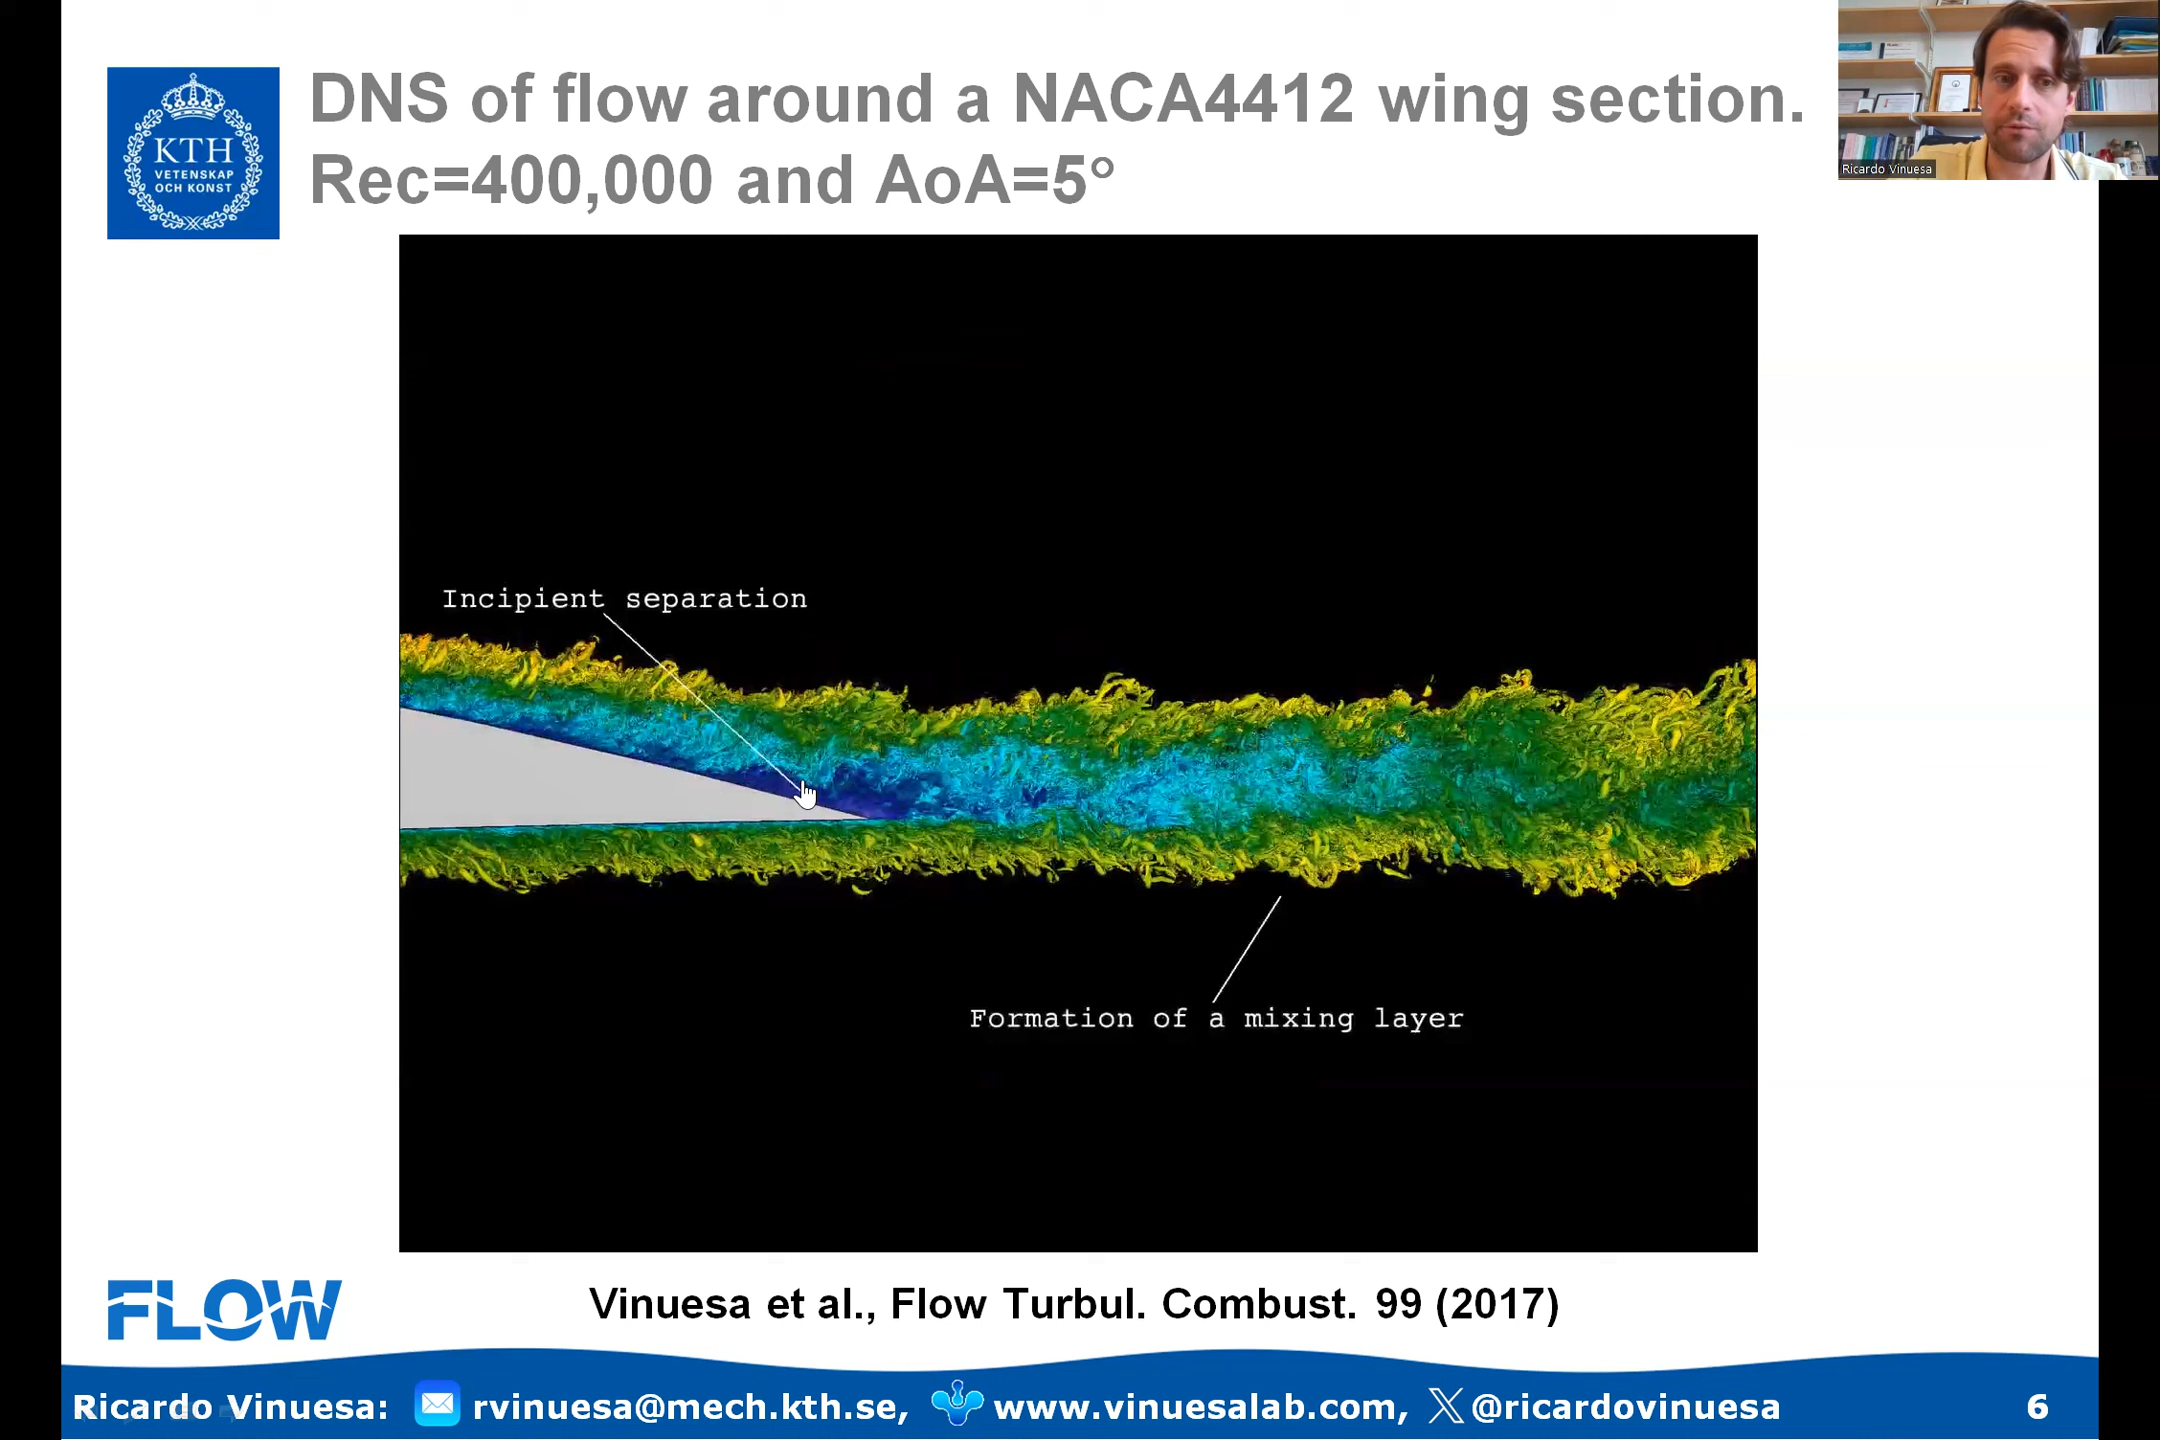 DNS of flow around a NACA4412 wing section.
Rec=400,000 and AoA=5°
KTH
VETENSKAP
OCH KONST
Ricardo Vinuesa
Incipient separation
Formation of a mixing layer
FLOW
Vinuesa et al., Flow Turbul. Combust. 99 (2017)
Ricardo Vinuesa: rvinuesa@mech.kth.se, www.vinuesalab.com, X @ricardovinuesa 6